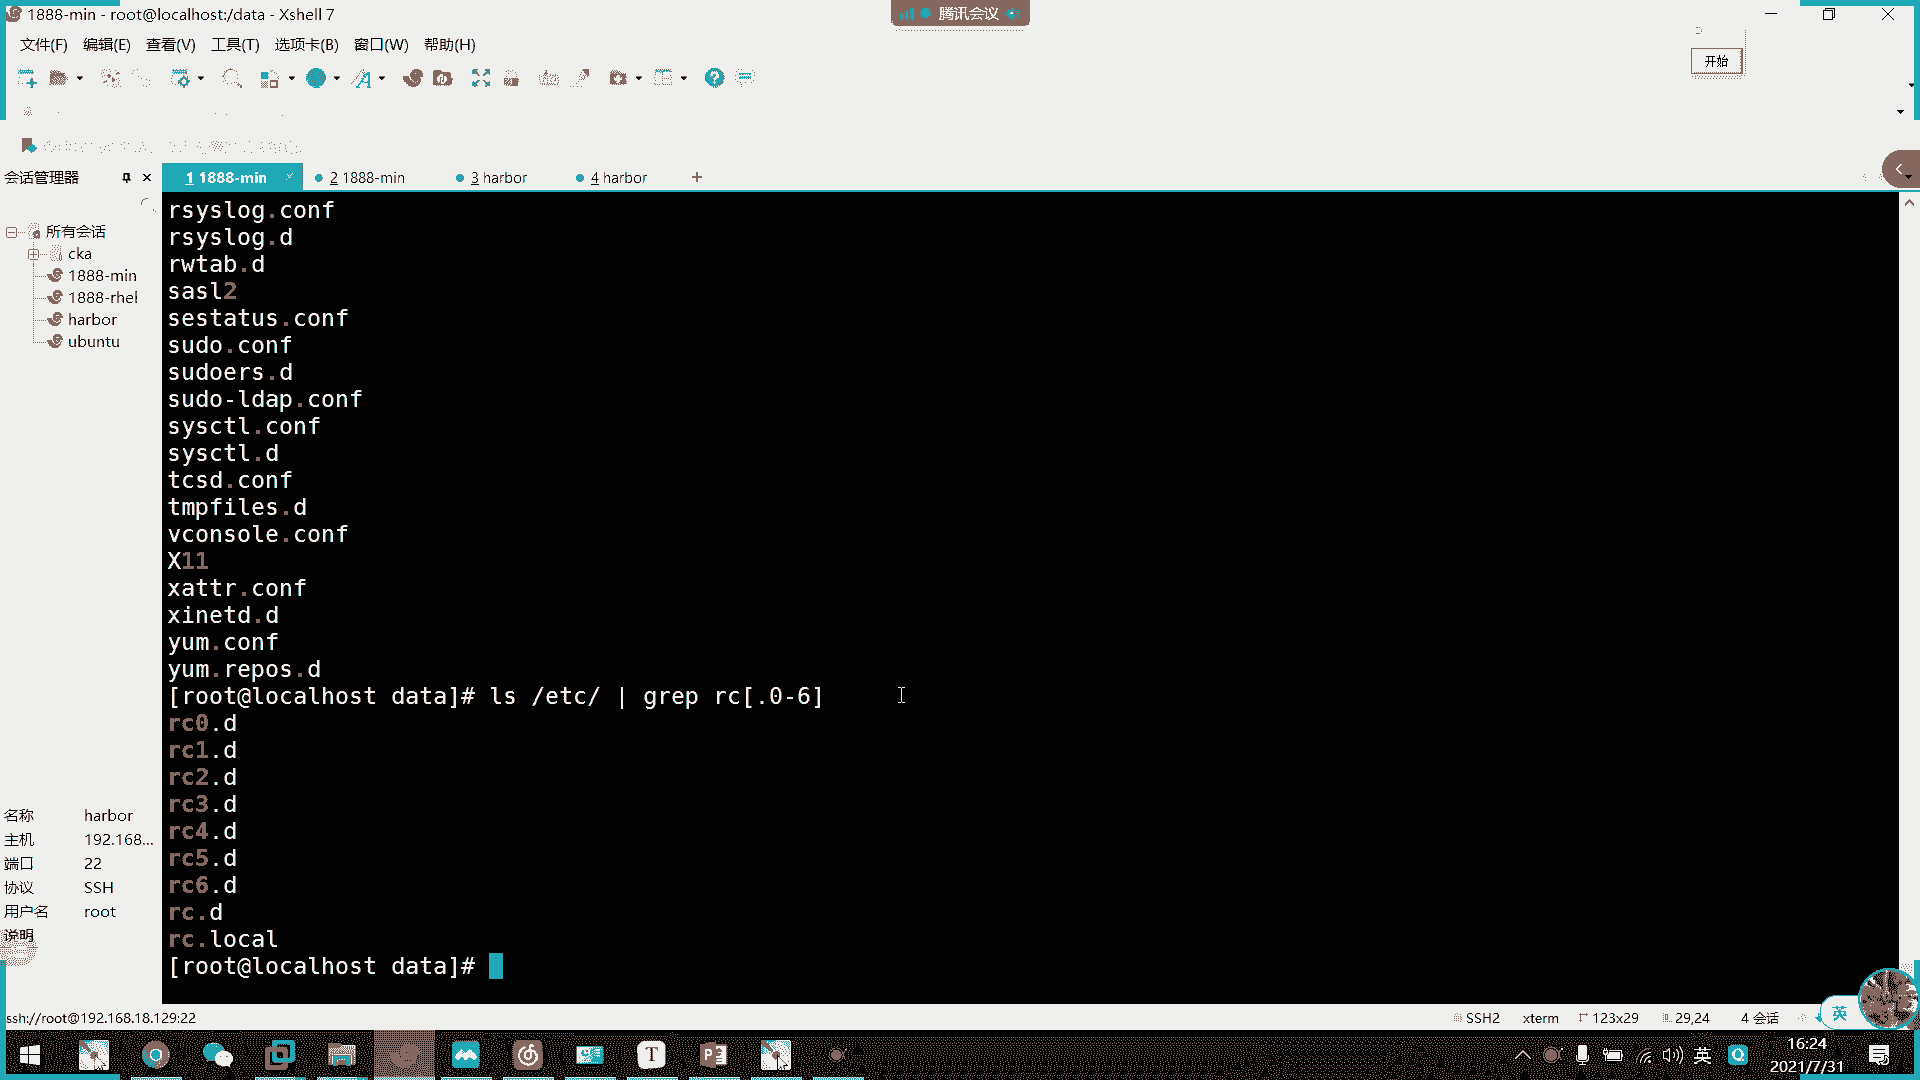 1888-min - root@localhost:/data - Xshell 7
腾讯会议
文件(F) 编辑(E) 查看(V) 工具(T) 选项卡(B) 窗口(W) 帮助(H)
开始
会话管理器
1 1888-min
2 1888-min
3 harbor
4 harbor
所有会话
cka
1888-min
1888-rhel
harbor
ubuntu
rsyslog.conf
rsyslog.d
rwtab.d
sasl2
sestatus.conf
sudo.conf
sudoers.d
sudo-ldap.conf
sysctl.conf
sysctl.d
tcsd.conf
tmpfiles.d
vconsole.conf
X11
xattr.conf
xinetd.d
yum.conf
yum.repos.d
[root@localhost data]# ls /etc/ | grep rc[.0-6]
rc0.d
rc1.d
rc2.d
rc3.d
rc4.d
rc5.d
rc6.d
rc.d
rc.local
[root@localhost data]#
名称 harbor
主机 192.168...
端口 22
协议 SSH
用户名 root
说明
ssh://root@192.168.18.129:22
SSH2 xterm 123x29 29,24 4 会话
英
英
16:24
2021/7/31